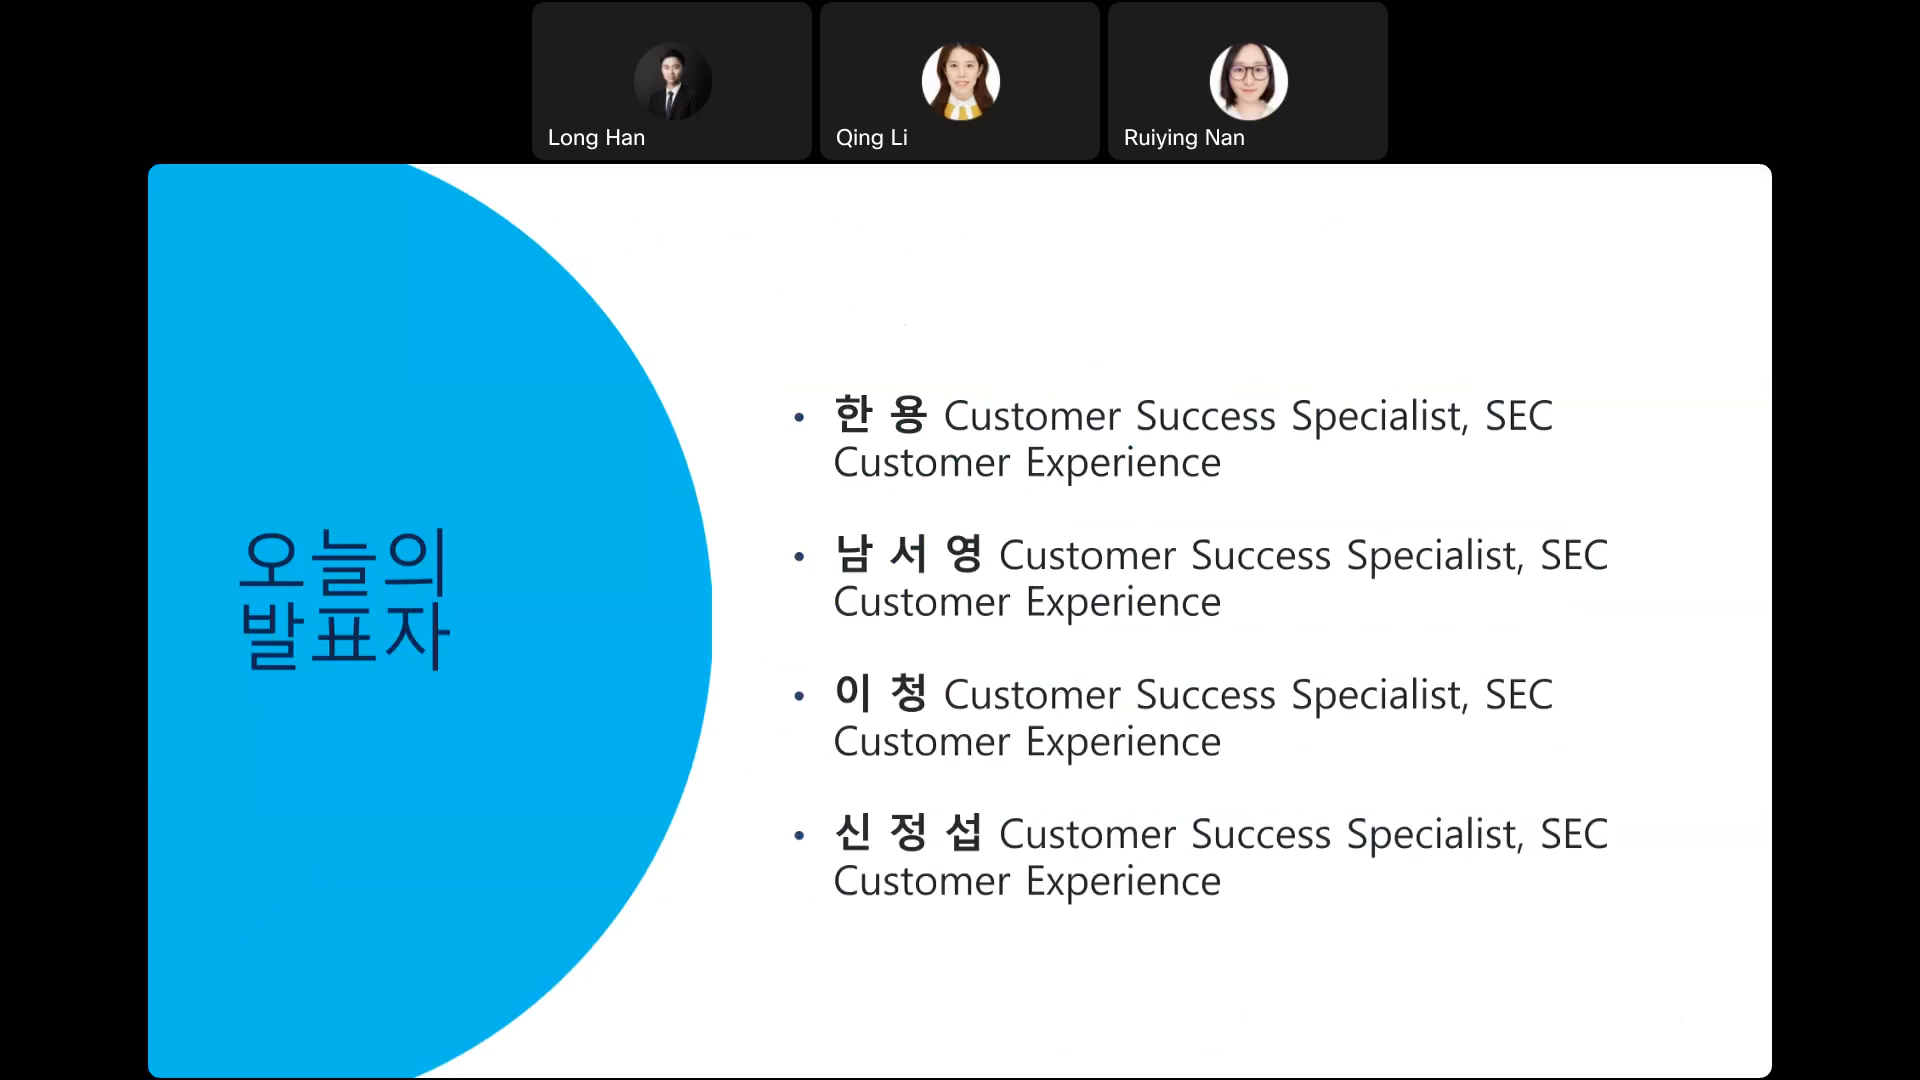 Long Han
Qing Li
Ruiying Nan
오늘의
발표자
• 한 용 Customer Success Specialist, SEC
Customer Experience
• 남 서 영 Customer Success Specialist, SEC
Customer Experience
• 이 청 Customer Success Specialist, SEC
Customer Experience
• 신 정 섭 Customer Success Specialist, SEC
Customer Experience